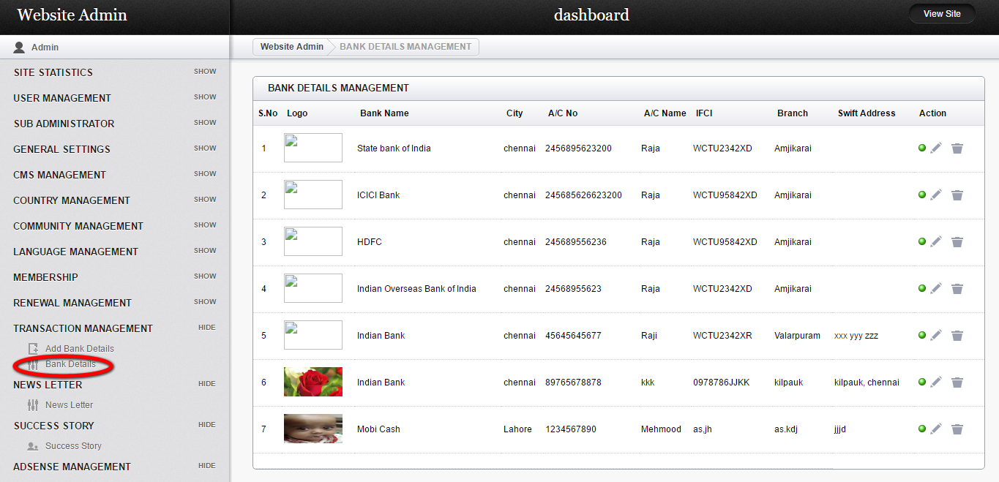 Website Admin
dashboard
View Site
Admin
Website Admin
BANK DETAILS MANAGEMENT
SITE STATISTICS SHOW
USER MANAGEMENT SHOW
SUB ADMINISTRATOR SHOW
GENERAL SETTINGS SHOW
CMS MANAGEMENT SHOW
COUNTRY MANAGEMENT SHOW
COMMUNITY MANAGEMENT SHOW
LANGUAGE MANAGEMENT SHOW
MEMBERSHIP SHOW
RENEWAL MANAGEMENT SHOW
TRANSACTION MANAGEMENT HIDE
Add Bank Details
Bank Details
NEWS LETTER HIDE
News Letter
SUCCESS STORY HIDE
Success Story
ADSENSE MANAGEMENT HIDE
BANK DETAILS MANAGEMENT
S.No Logo Bank Name City A/C No A/C Name IFCI Branch Swift Address Action
1 State bank of India chennai 2456895623200 Raja WCTU2342XD Amjikarai
2 ICICI Bank chennai 245685626623200 Raja WCTU95842XD Amjikarai
3 HDFC chennai 245689556236 Raja WCTU95842XD Amjikarai
4 Indian Overseas Bank of India chennai 24568955623 Raja WCTU2342XD Amjikarai
5 Indian Bank chennai 45645645677 Raji WCTU2342XR Valarpuram xxx yyy zzz
6 Indian Bank chennai 89765678878 kkk 0978786JJKK kilpauk kilpauk, chennai
7 Mobi Cash Lahore 1234567890 Mehmood as,jh as.kdj jjjd